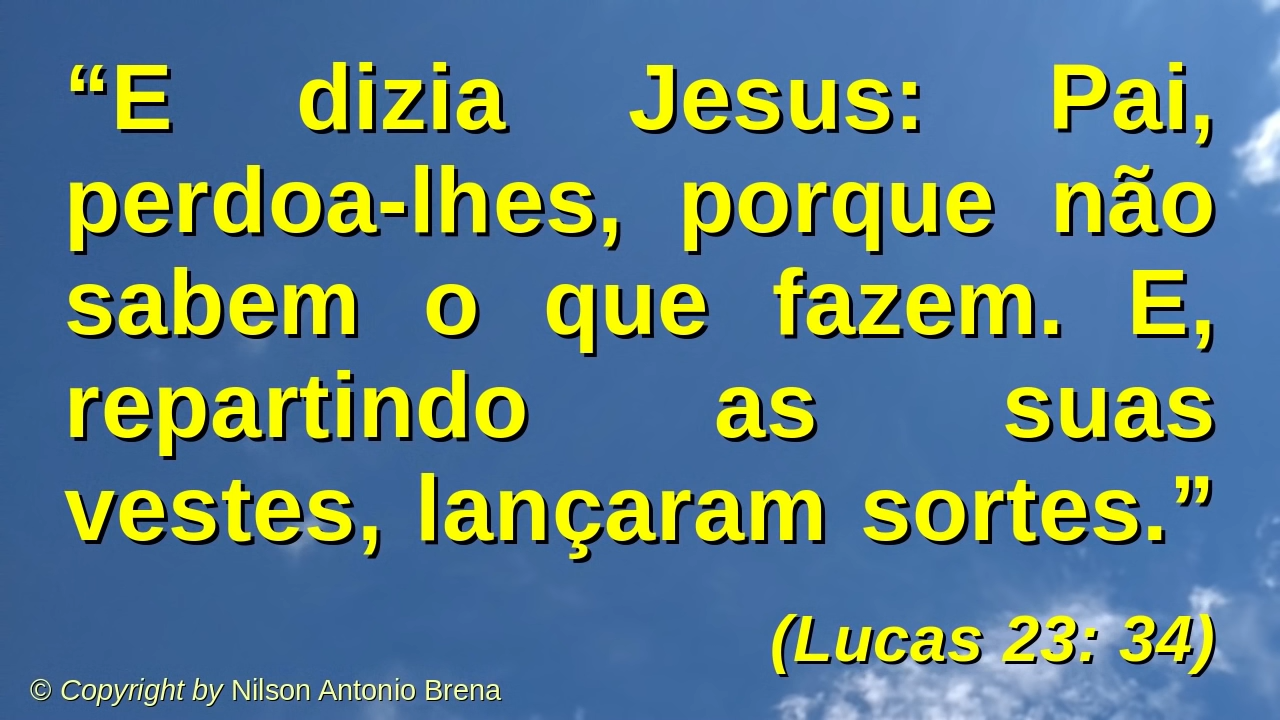 “E dizia Jesus: Pai,
perdoa-lhes, porque não
sabem o que fazem. E,
repartindo as suas
vestes, lançaram sortes.”
(Lucas 23: 34)
© Copyright by Nilson Antonio Brena